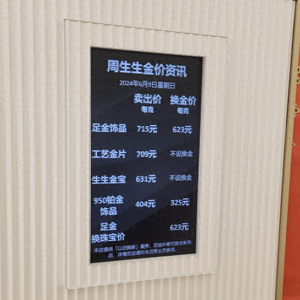 周生生金价资讯
2024年6月9日星期日
卖出价 换金价
每克 每克
足金饰品 715元 623元
工艺金片 709元 不设换金
生生金宝 631元 不设换金
950铂金 404元 325元
饰品
足金 623元
换珠宝价